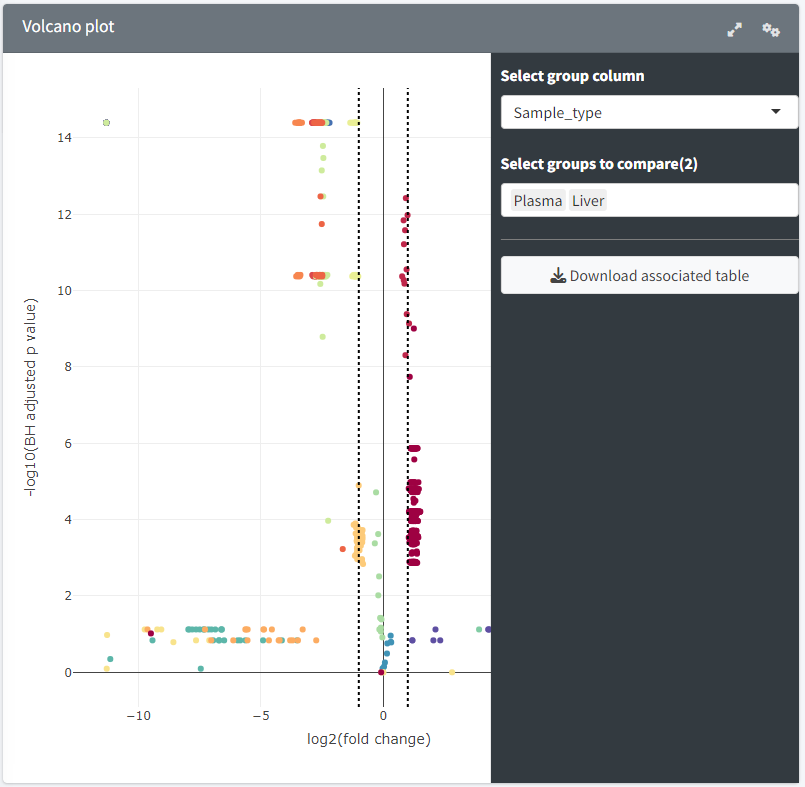 Volcano plot
Select group column
Sample_type
Select groups to compare(2)
Plasma Liver
Download associated table
14
12
10
8
6
4
2
0
-log10(BH adjusted p value)
−10 −5 0
log2(fold change)